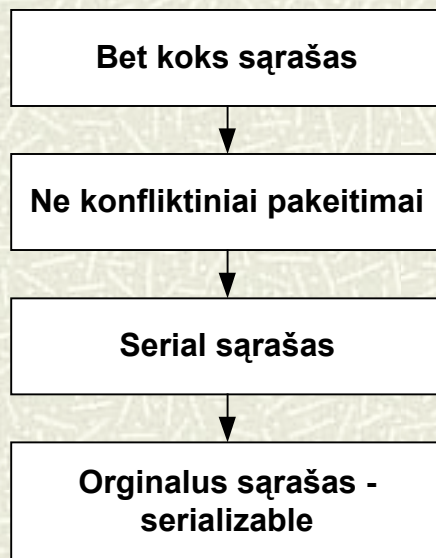 Bet koks sąrašas
Ne konfliktiniai pakeitimai
Serial sąrašas
Orginalus sąrašas -
serializable